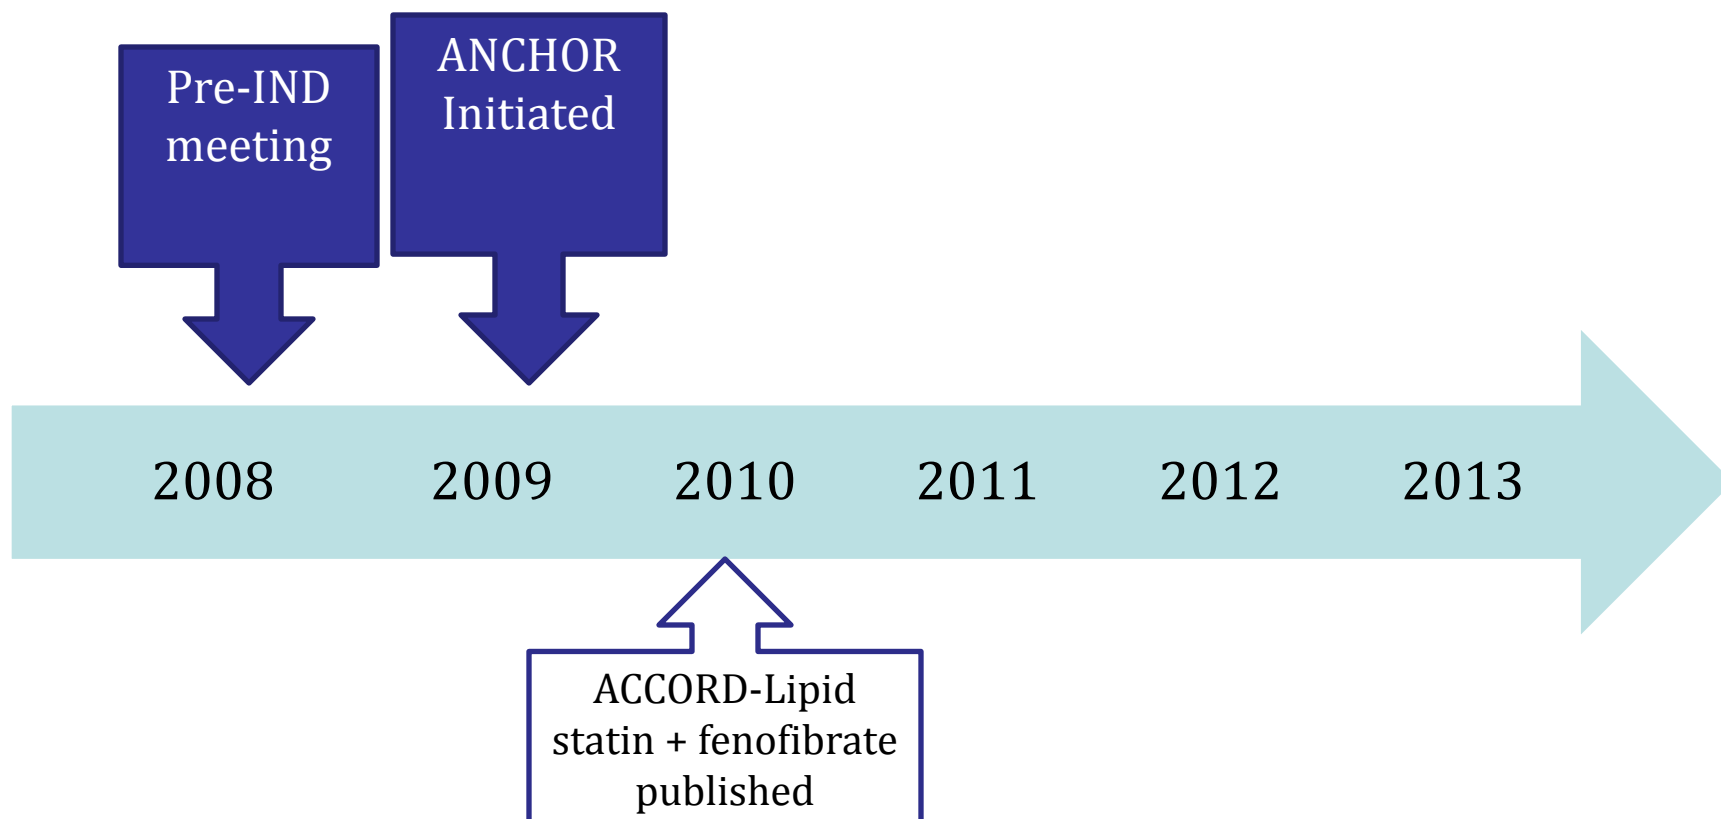 Pre-IND
meeting
ANCHOR
Initiated
2008 2009 2010 2011 2012 2013
ACCORD-Lipid
statin + fenofibrate
published